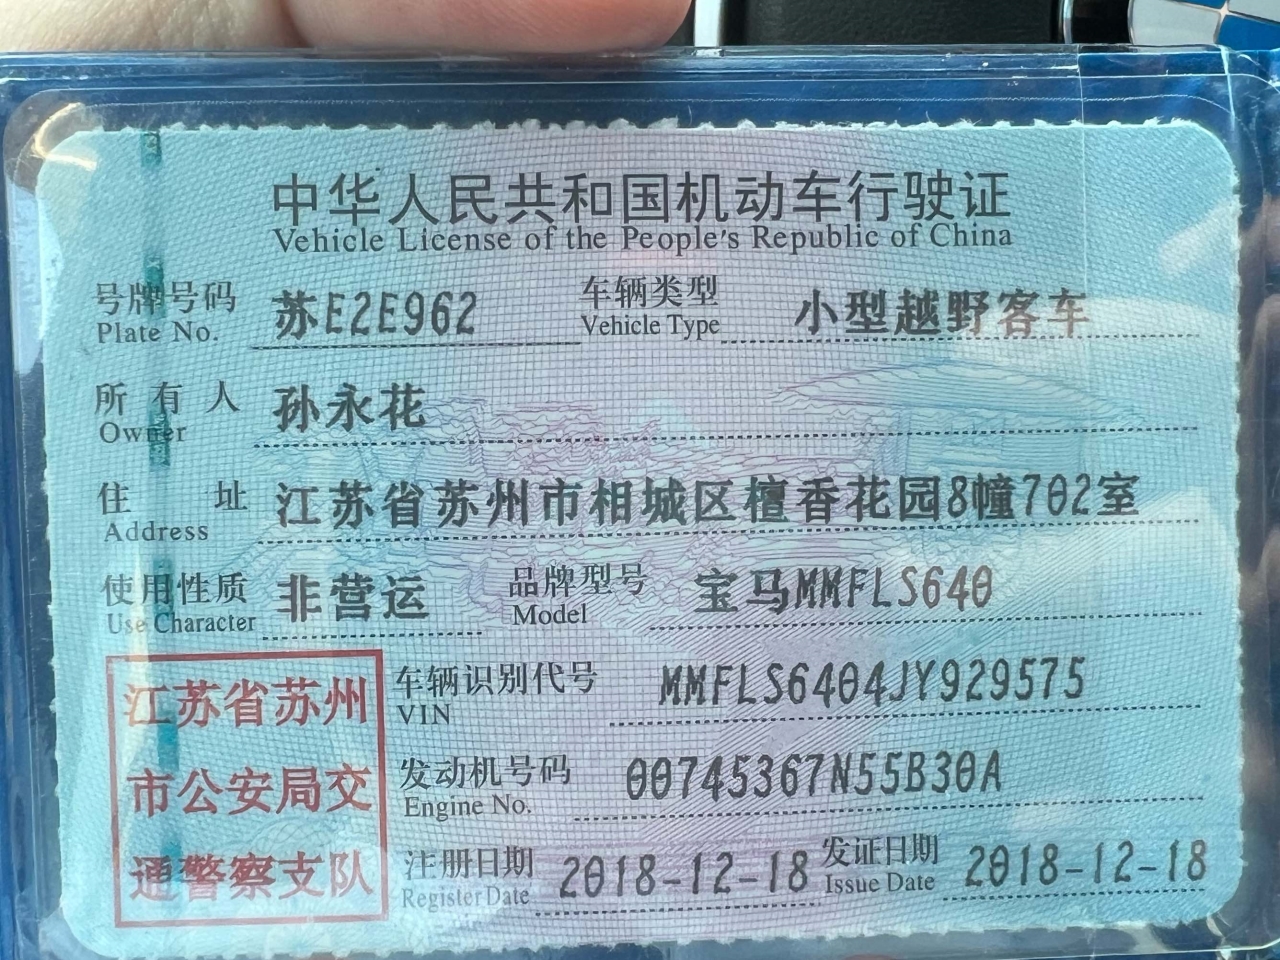 中华人民共和国机动车行驶证
Vehicle License of the People's Republic of China
号牌号码 苏E2E962 车辆类型 小型越野客车
Plate No. Vehicle Type
所有人 孙永花
Owner
住址 江苏省苏州市相城区檀香花园8幢702室
Address
使用性质 非营运 品牌型号 宝马MMFLS640
Use Character Model
江苏省苏州
市公安局交
通警察支队
车辆识别代号 MMFLS6404JY929575
VIN
发动机号码 00745367N55B30A
Engine No.
注册日期 2018-12-18 发证日期 2018-12-18
Register Date Issue Date